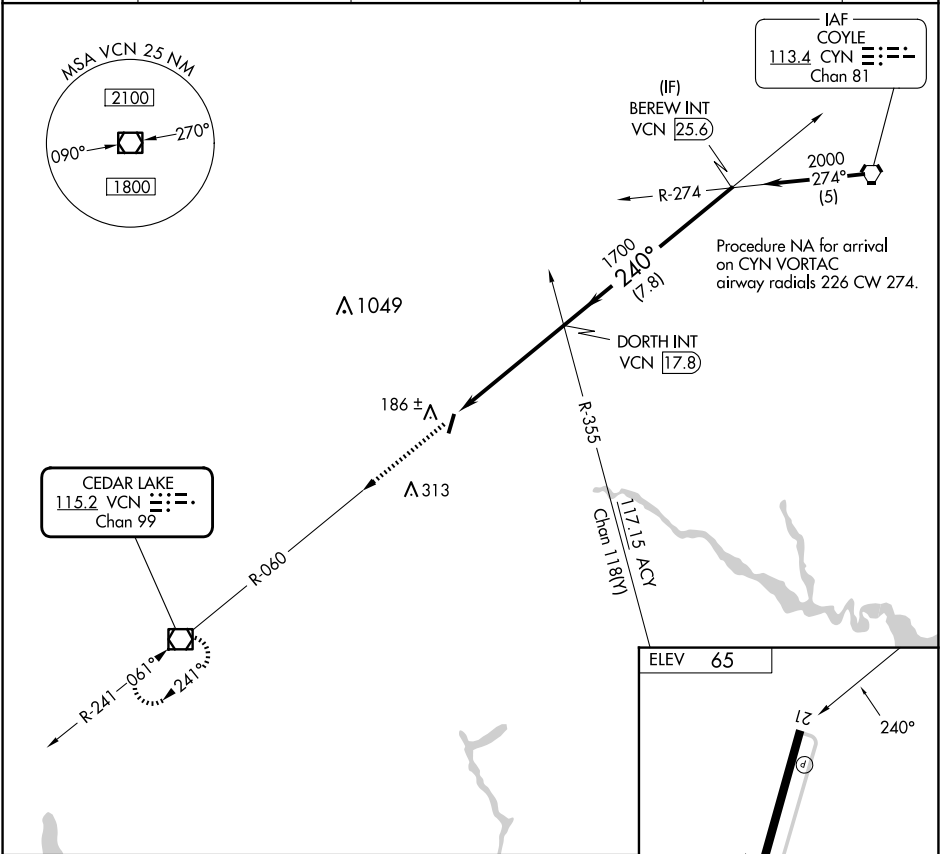 MSA VCN 25 NM
2100
090°
270°
1800
IAF
COYLE
113.4 CYN
Chan 81
(IF)
BEREW INT
VCN 25.6
2000
274°
(5)
R-274
Procedure NA for arrival
on CYN VORTAC
airway radials 226 CW 274.
1700
240°
(7.8)
1049
DORTH INT
VCN 17.8
186 ±
R-355
313
CEDAR LAKE
115.2 VCN
Chan 99
117.15 ACY
Chan 118(Y)
R-060
R-241
061°
241°
ELEV 65
21
240°
P